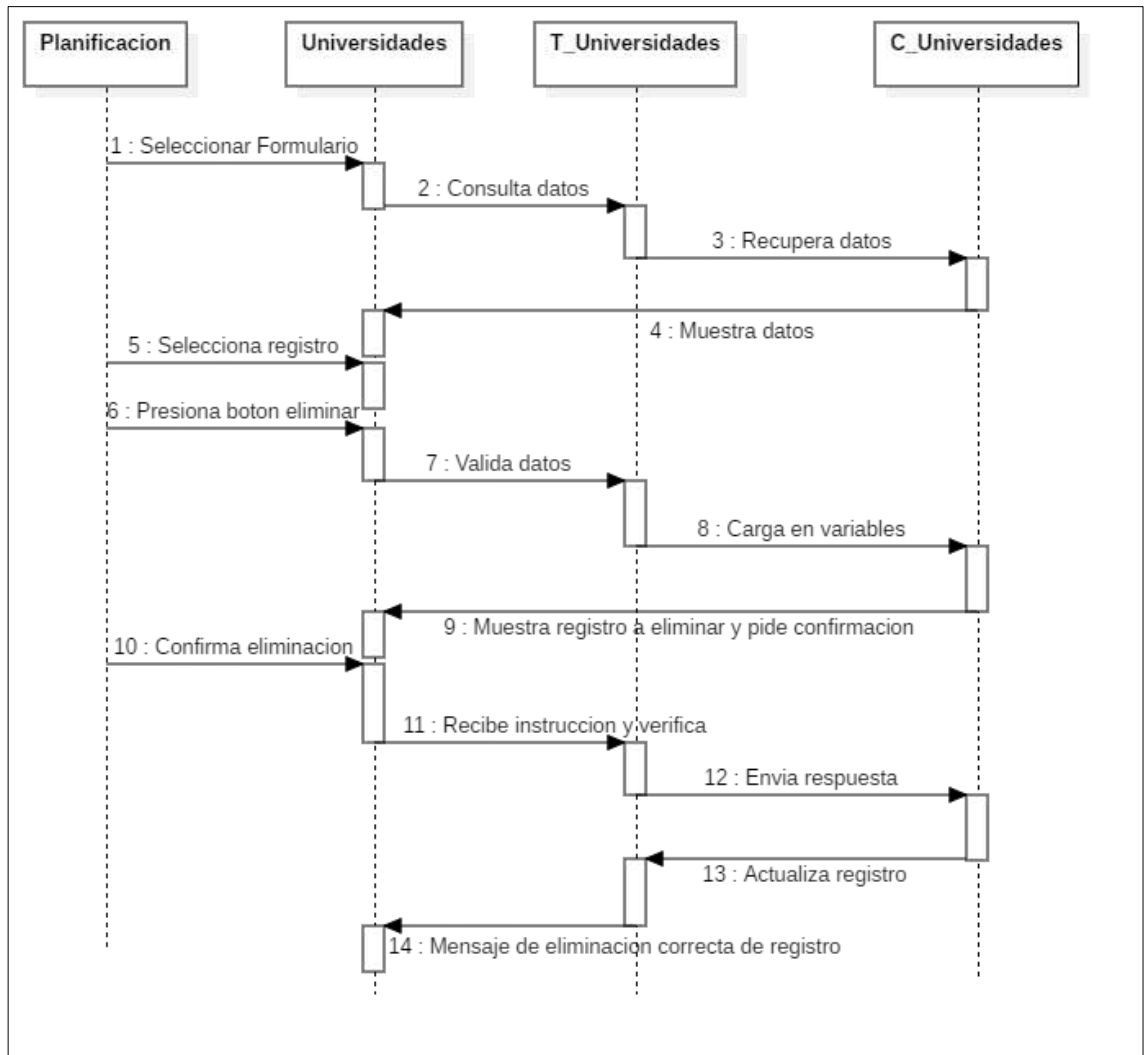 Planificacion
Universidades
T_Universidades
C_Universidades
1 : Seleccionar Formulario
2 : Consulta datos
3 : Recupera datos
4 : Muestra datos
5 : Selecciona registro
6 : Presiona boton eliminar
7 : Valida datos
8 : Carga en variables
9 : Muestra registro a eliminar y pide confirmacion
10 : Confirma eliminacion
11 : Recibe instruccion y verifica
12 : Envia respuesta
13 : Actualiza registro
14 : Mensaje de eliminacion correcta de registro